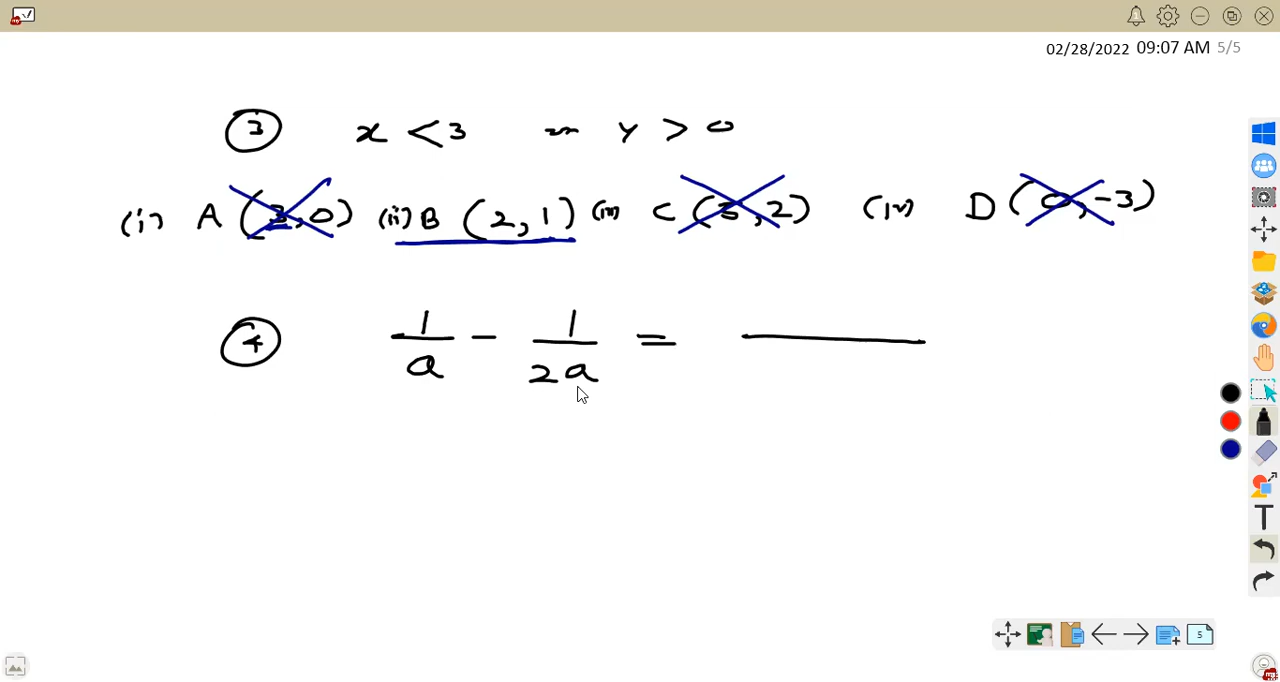 02/28/2022 09:07 AM 5/5
③ x < 3 y > 0
(i) A (3, 0) (ii) B (2, 1) (iii) C (3, 2) (iv) D (0, -3)
④ 1/a - 1/2a =
5